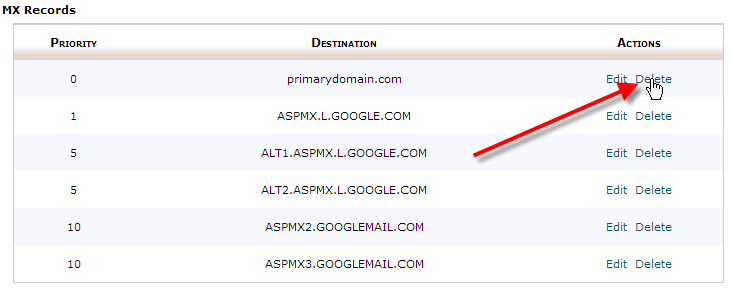 MX Records
Priority Destination Actions
0 primarydomain.com Edit Delete
1 ASPMX.L.GOOGLE.COM Edit Delete
5 ALT1.ASPMX.L.GOOGLE.COM Edit Delete
5 ALT2.ASPMX.L.GOOGLE.COM Edit Delete
10 ASPMX2.GOOGLEMAIL.COM Edit Delete
10 ASPMX3.GOOGLEMAIL.COM Edit Delete